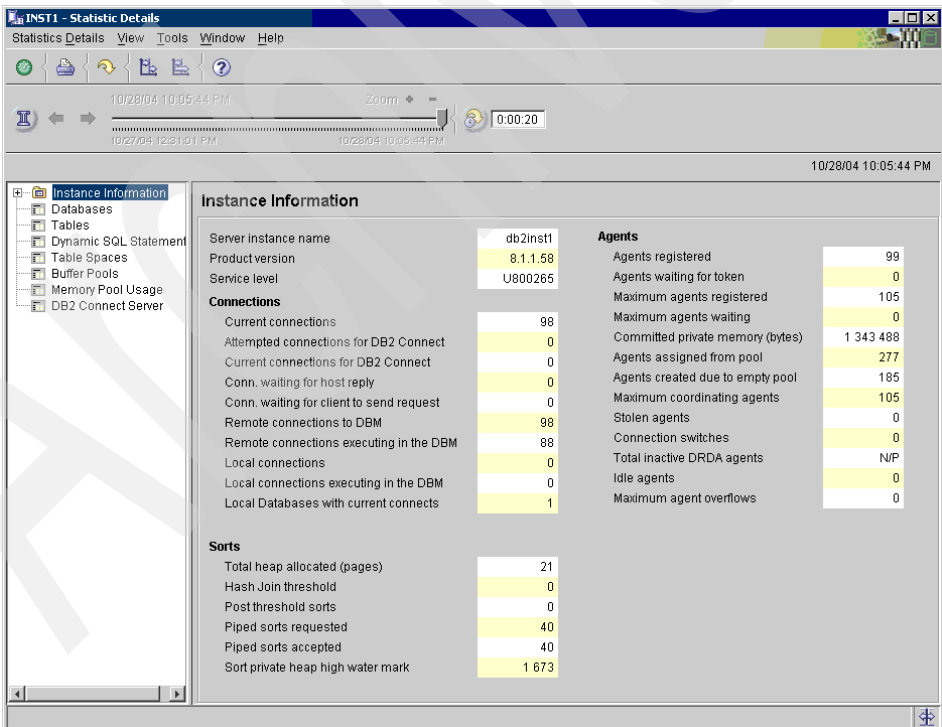 INST1 - Statistic Details
Statistics Details View Tools Window Help
10/28/04 10:05:44 PM Zoom
0:00:20
10/27/04 12:31:01 PM 10/28/04 10:05:44 PM
10/28/04 10:05:44 PM
Instance Information
Databases
Tables
Dynamic SQL Statement
Table Spaces
Buffer Pools
Memory Pool Usage
DB2 Connect Server
Instance Information
Server instance name db2inst1
Product version 8.1.1.58
Service level U800265
Connections
Current connections 98
Attempted connections for DB2 Connect 0
Current connections for DB2 Connect 0
Conn. waiting for host reply 0
Conn. waiting for client to send request 0
Remote connections to DBM 98
Remote connections executing in the DBM 88
Local connections 0
Local connections executing in the DBM 0
Local Databases with current connects 1
Sorts
Total heap allocated (pages) 21
Hash Join threshold 0
Post threshold sorts 0
Piped sorts requested 40
Piped sorts accepted 40
Sort private heap high water mark 1 673
Agents
Agents registered 99
Agents waiting for token 0
Maximum agents registered 105
Maximum agents waiting 0
Committed private memory (bytes) 1 343 488
Agents assigned from pool 277
Agents created due to empty pool 185
Maximum coordinating agents 105
Stolen agents 0
Connection switches 0
Total inactive DRDA agents N/P
Idle agents 0
Maximum agent overflows 0